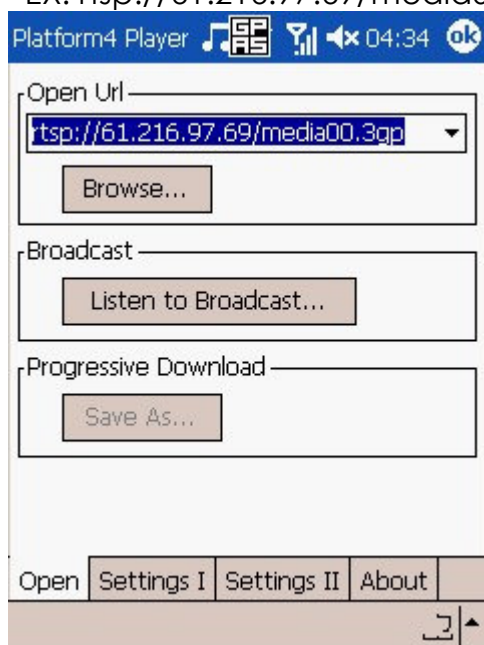 Platform4 Player 04:34 ok
Open Url
rtsp://61.216.97.69/media00.3gp
Browse...
Broadcast
Listen to Broadcast...
Progressive Download
Save As...
Open Settings I Settings II About